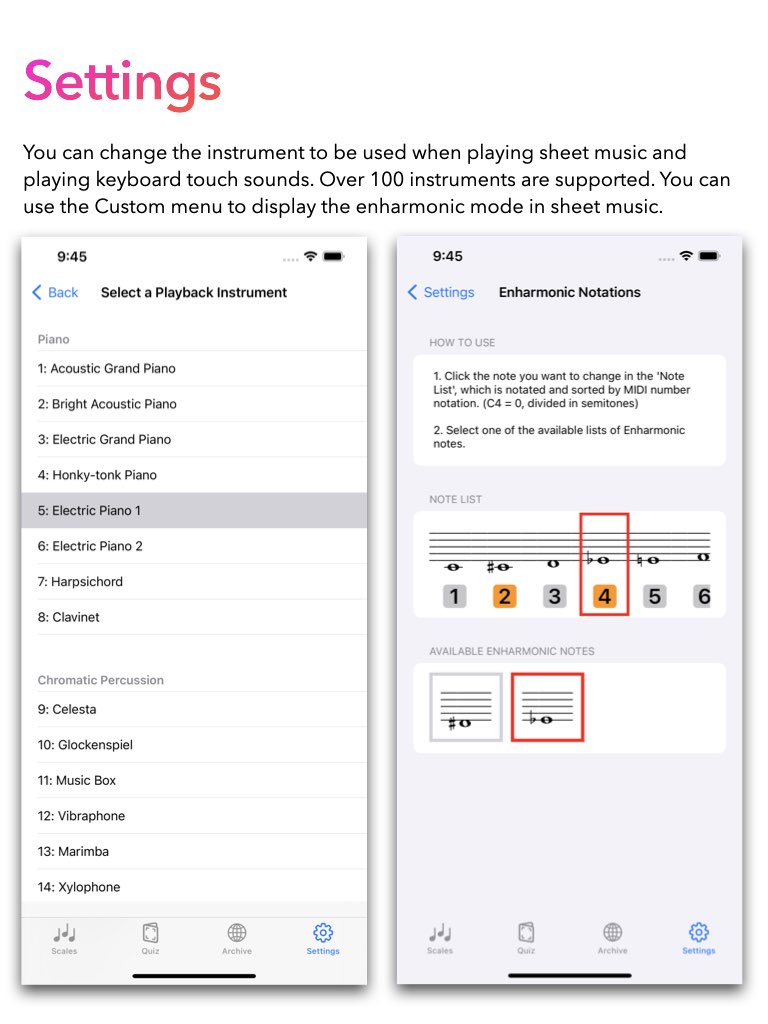 Settings
You can change the instrument to be used when playing sheet music and
playing keyboard touch sounds. Over 100 instruments are supported. You can
use the Custom menu to display the enharmonic mode in sheet music.
9:45
Back
Select a Playback Instrument
Piano
1: Acoustic Grand Piano
2: Bright Acoustic Piano
3: Electric Grand Piano
4: Honky-tonk Piano
5: Electric Piano 1
6: Electric Piano 2
7: Harpsichord
8: Clavinet
Chromatic Percussion
9: Celesta
10: Glockenspiel
11: Music Box
12: Vibraphone
13: Marimba
14: Xylophone
Scales Quiz Archive Settings
9:45
Settings
Enharmonic Notations
HOW TO USE
1. Click the note you want to change in the 'Note
List', which is notated and sorted by MIDI number
notation. (C4 = 0, divided in semitones)
2. Select one of the available lists of Enharmonic
notes.
NOTE LIST
1 2 3 4 5 6
AVAILABLE ENHARMONIC NOTES
Scales Quiz Archive Settings